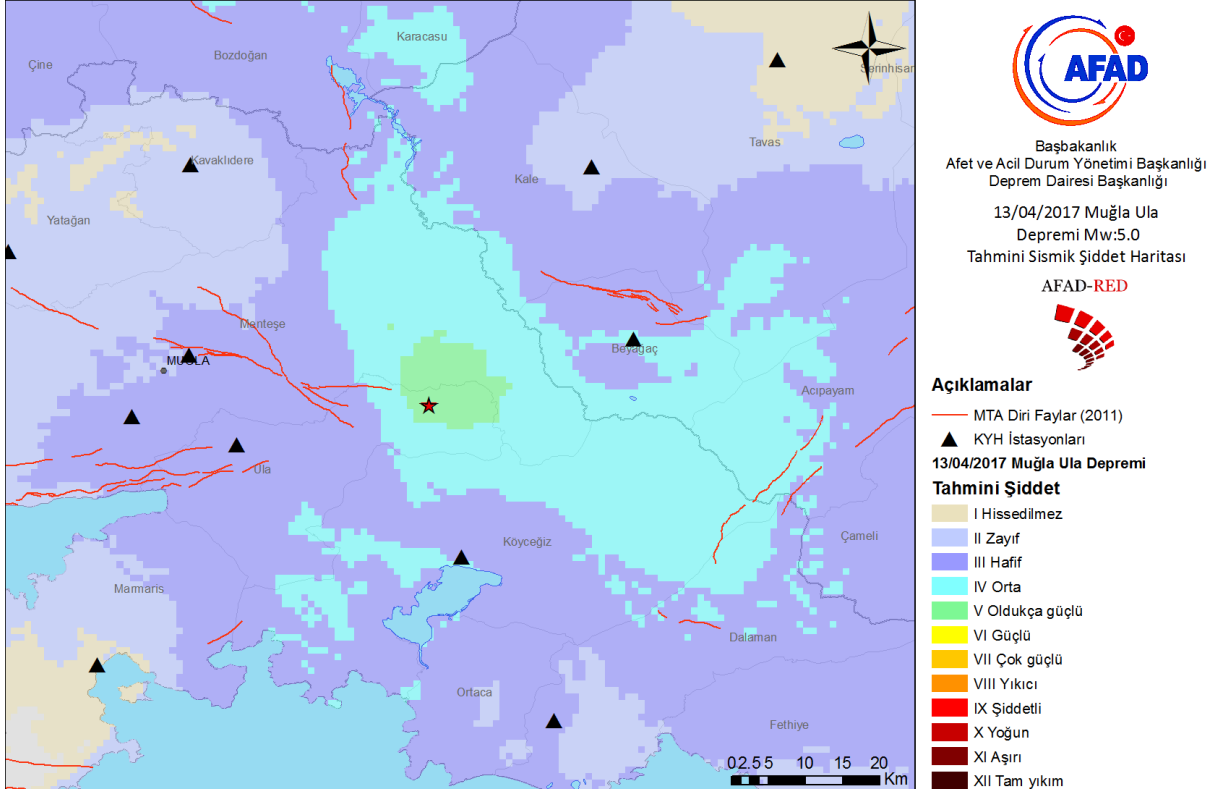 Karacasu
Bozdoğan
Çine
Serinhisar
Tavas
Kavaklıdere
Kale
Yatağan
Menteşe
MUĞLA
Beyağaç
Acıpayam
Ula
Köyceğiz
Çameli
Marmaris
Dalaman
Ortaca
Fethiye
0 2.5 5 10 15 20
Km
AFAD
Başbakanlık
Afet ve Acil Durum Yönetimi Başkanlığı
Deprem Dairesi Başkanlığı
13/04/2017 Muğla Ula
Depremi Mw:5.0
Tahmini Sismik Şiddet Haritası
AFAD-RED
Açıklamalar
MTA Diri Faylar (2011)
KYH İstasyonları
13/04/2017 Muğla Ula Depremi
Tahmini Şiddet
I Hissedilmez
II Zayıf
III Hafif
IV Orta
V Oldukça güçlü
VI Güçlü
VII Çok güçlü
VIII Yıkıcı
IX Şiddetli
X Yoğun
XI Aşırı
XII Tam yıkım